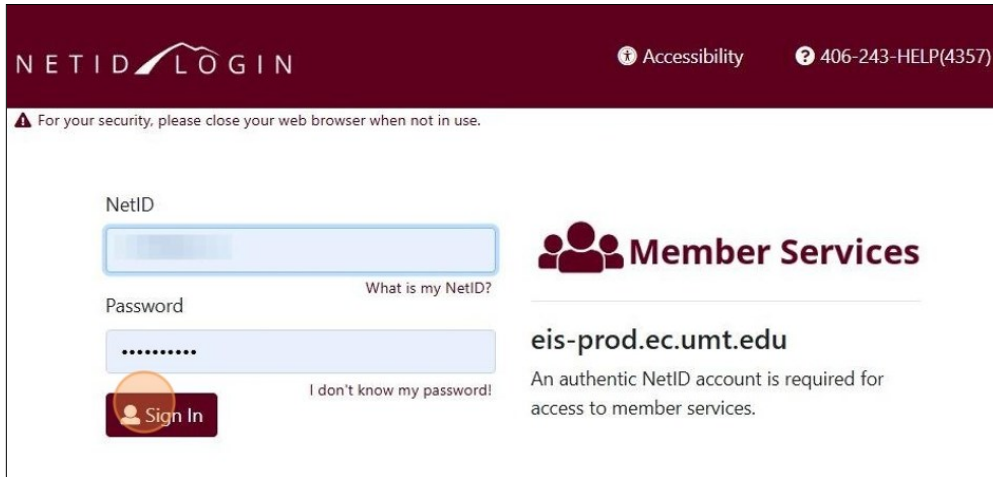 NETID LOGIN
Accessibility
406-243-HELP(4357)
For your security, please close your web browser when not in use.
NetID
What is my NetID?
Password
••••••••••
I don't know my password!
Sign In
Member Services
eis-prod.ec.umt.edu
An authentic NetID account is required for
access to member services.